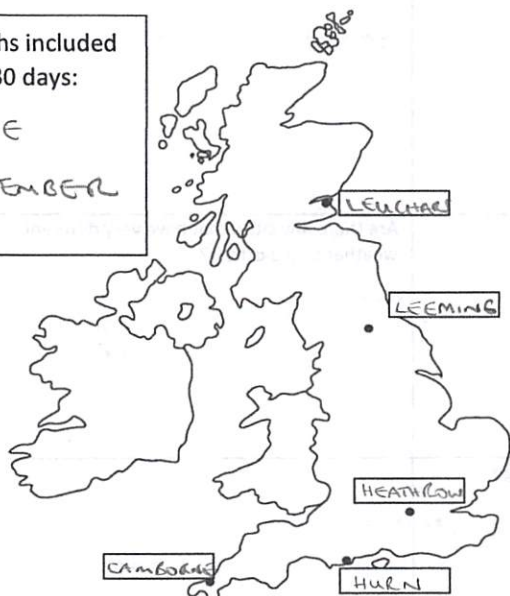 hs included
30 days:
E
EMBER
LEUCHAR
LEEMING
HEATHROW
CAMBORNE
HURN